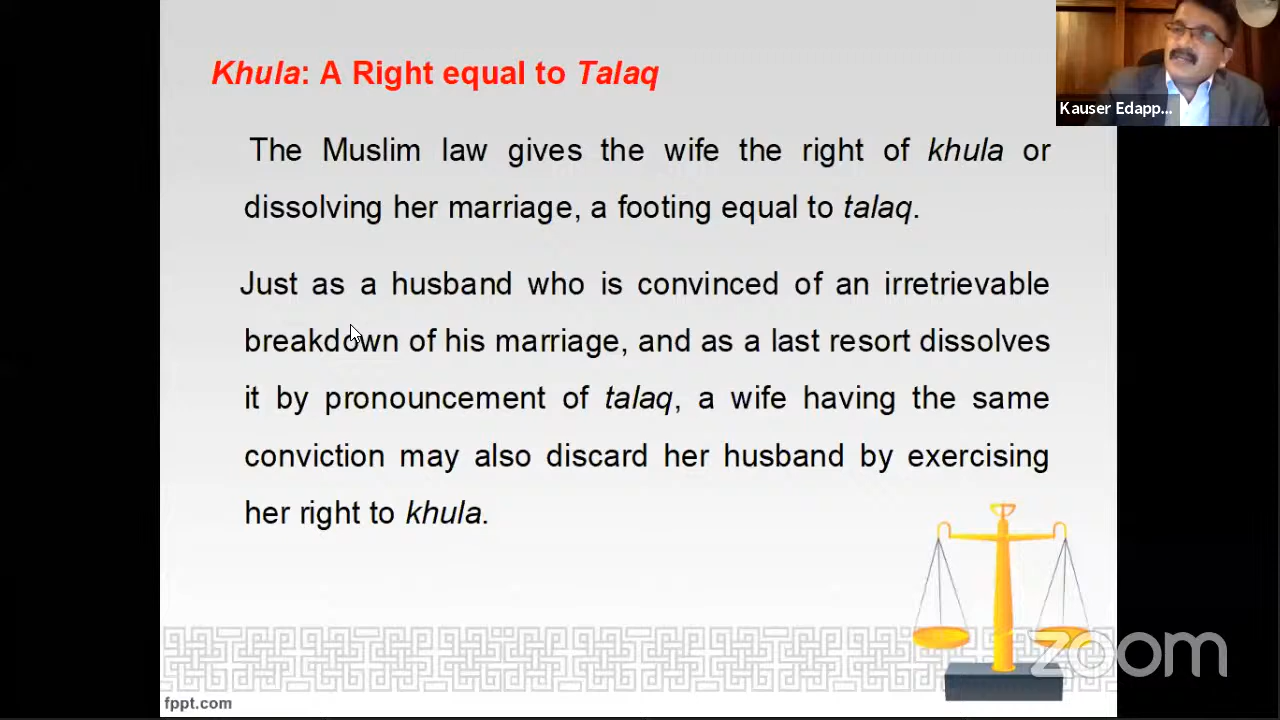 Khula: A Right equal to Talaq
Kauser Edapp...
The Muslim law gives the wife the right of khula or
dissolving her marriage, a footing equal to talaq.
Just as a husband who is convinced of an irretrievable
breakdown of his marriage, and as a last resort dissolves
it by pronouncement of talaq, a wife having the same
conviction may also discard her husband by exercising
her right to khula.
zoom
fppt.com